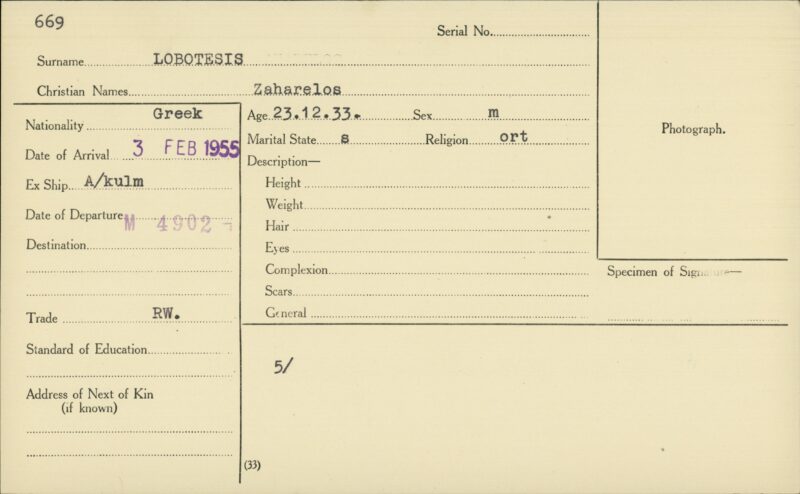 669
Serial No.
Surname LOBOTESIS
Christian Names Zaharelos
Nationality Greek
Date of Arrival 3 FEB 1955
Ex Ship A/kulm
Date of Departure
M 4902
Destination
Trade RW.
Standard of Education
Address of Next of Kin
(if known)
Age 23.12.33. Sex m
Marital State s Religion ort
Description—
Height
Weight
Hair
Eyes
Complexion
Scars
General
5/
(33)
Photograph.
Specimen of Signature—